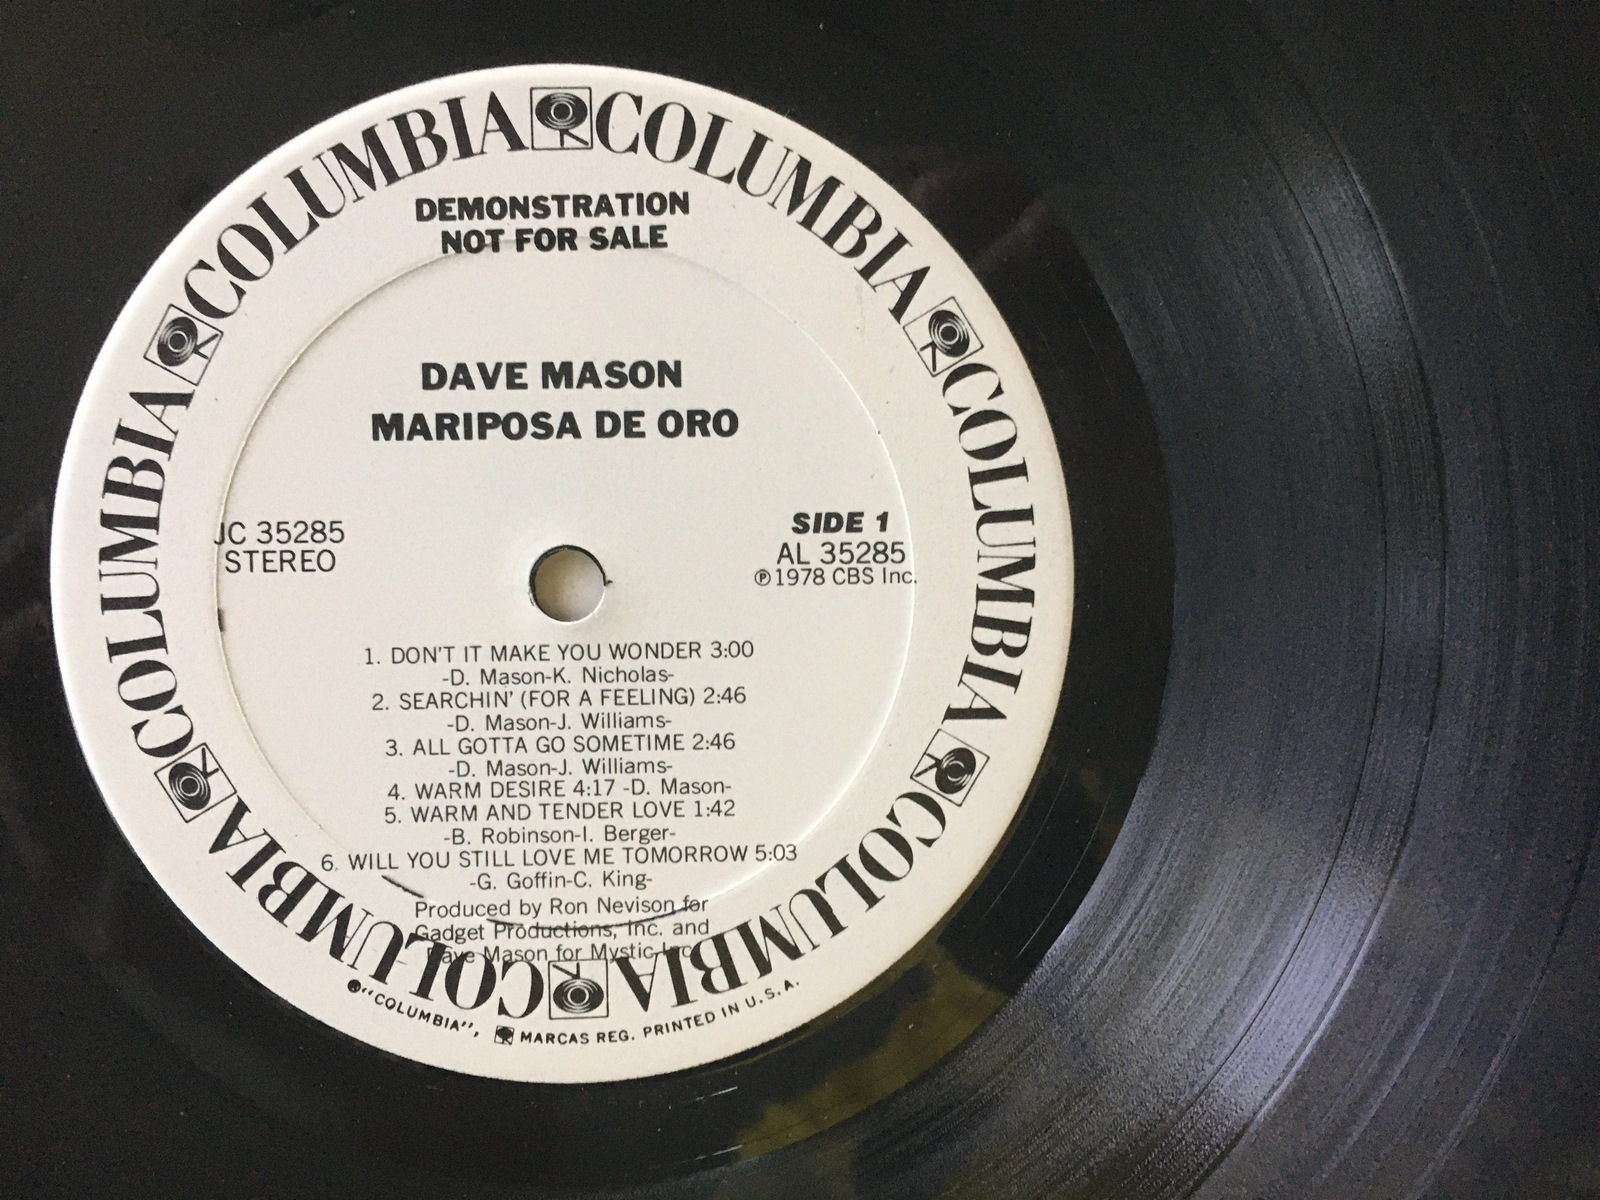 COLUMBIA COLUMBIA COLUMBIA COLUMBIA COLUMBIA COLUMBIA COLUMBIA COLUMBIA
DEMONSTRATION
NOT FOR SALE
DAVE MASON
MARIPOSA DE ORO
JC 35285
STEREO
SIDE 1
AL 35285
℗1978 CBS Inc.
1. DON'T IT MAKE YOU WONDER 3:00
-D. Mason-K. Nicholas-
2. SEARCHIN' (FOR A FEELING) 2:46
-D. Mason-J. Williams-
3. ALL GOTTA GO SOMETIME 2:46
-D. Mason-J. Williams-
4. WARM DESIRE 4:17 -D. Mason-
5. WARM AND TENDER LOVE 1:42
-B. Robinson-I. Berger-
6. WILL YOU STILL LOVE ME TOMORROW 5:03
-G. Goffin-C. King-
Produced by Ron Nevison for
Gadget Productions, Inc. and
Dave Mason for Mystic Inc.
"COLUMBIA", MARCAS REG. PRINTED IN U.S.A.